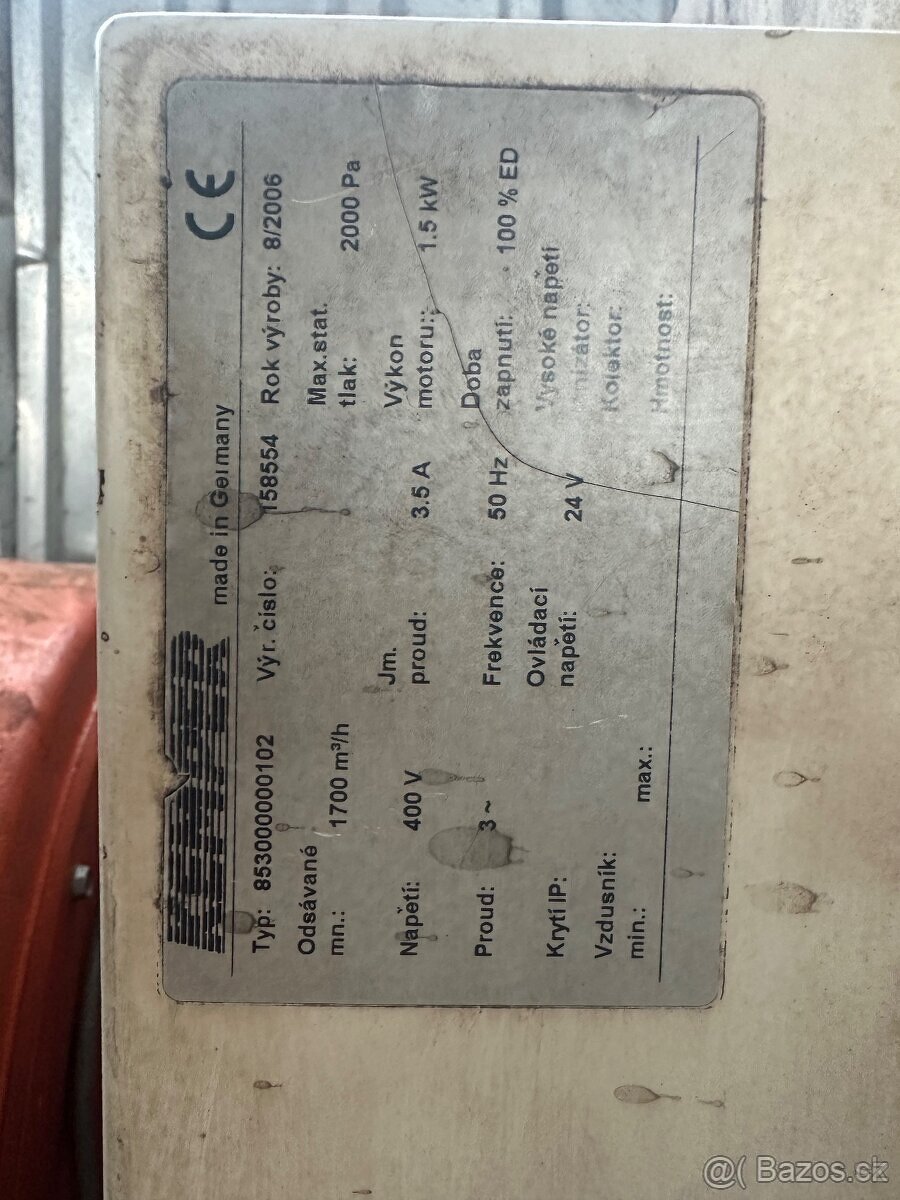 KEMPER
made in Germany CE
Typ: 853000000102 Výr. číslo: 158554 Rok výroby: 8/2006
Odsávané mn.: 1700 m³/h Max.stat. tlak: 2000 Pa
Napětí: 400 V Jm. proud: 3.5 A Výkon motoru:: 1.5 kW
Proud: 3 ~ Frekvence: 50 Hz Doba zapnutí: 100 % ED
Krytí IP: Ovládací napětí: 24 V Vysoké napětí
Vzdusník: Kolektor:
min.: max.: Hmotnost:
@( Bazos.sk